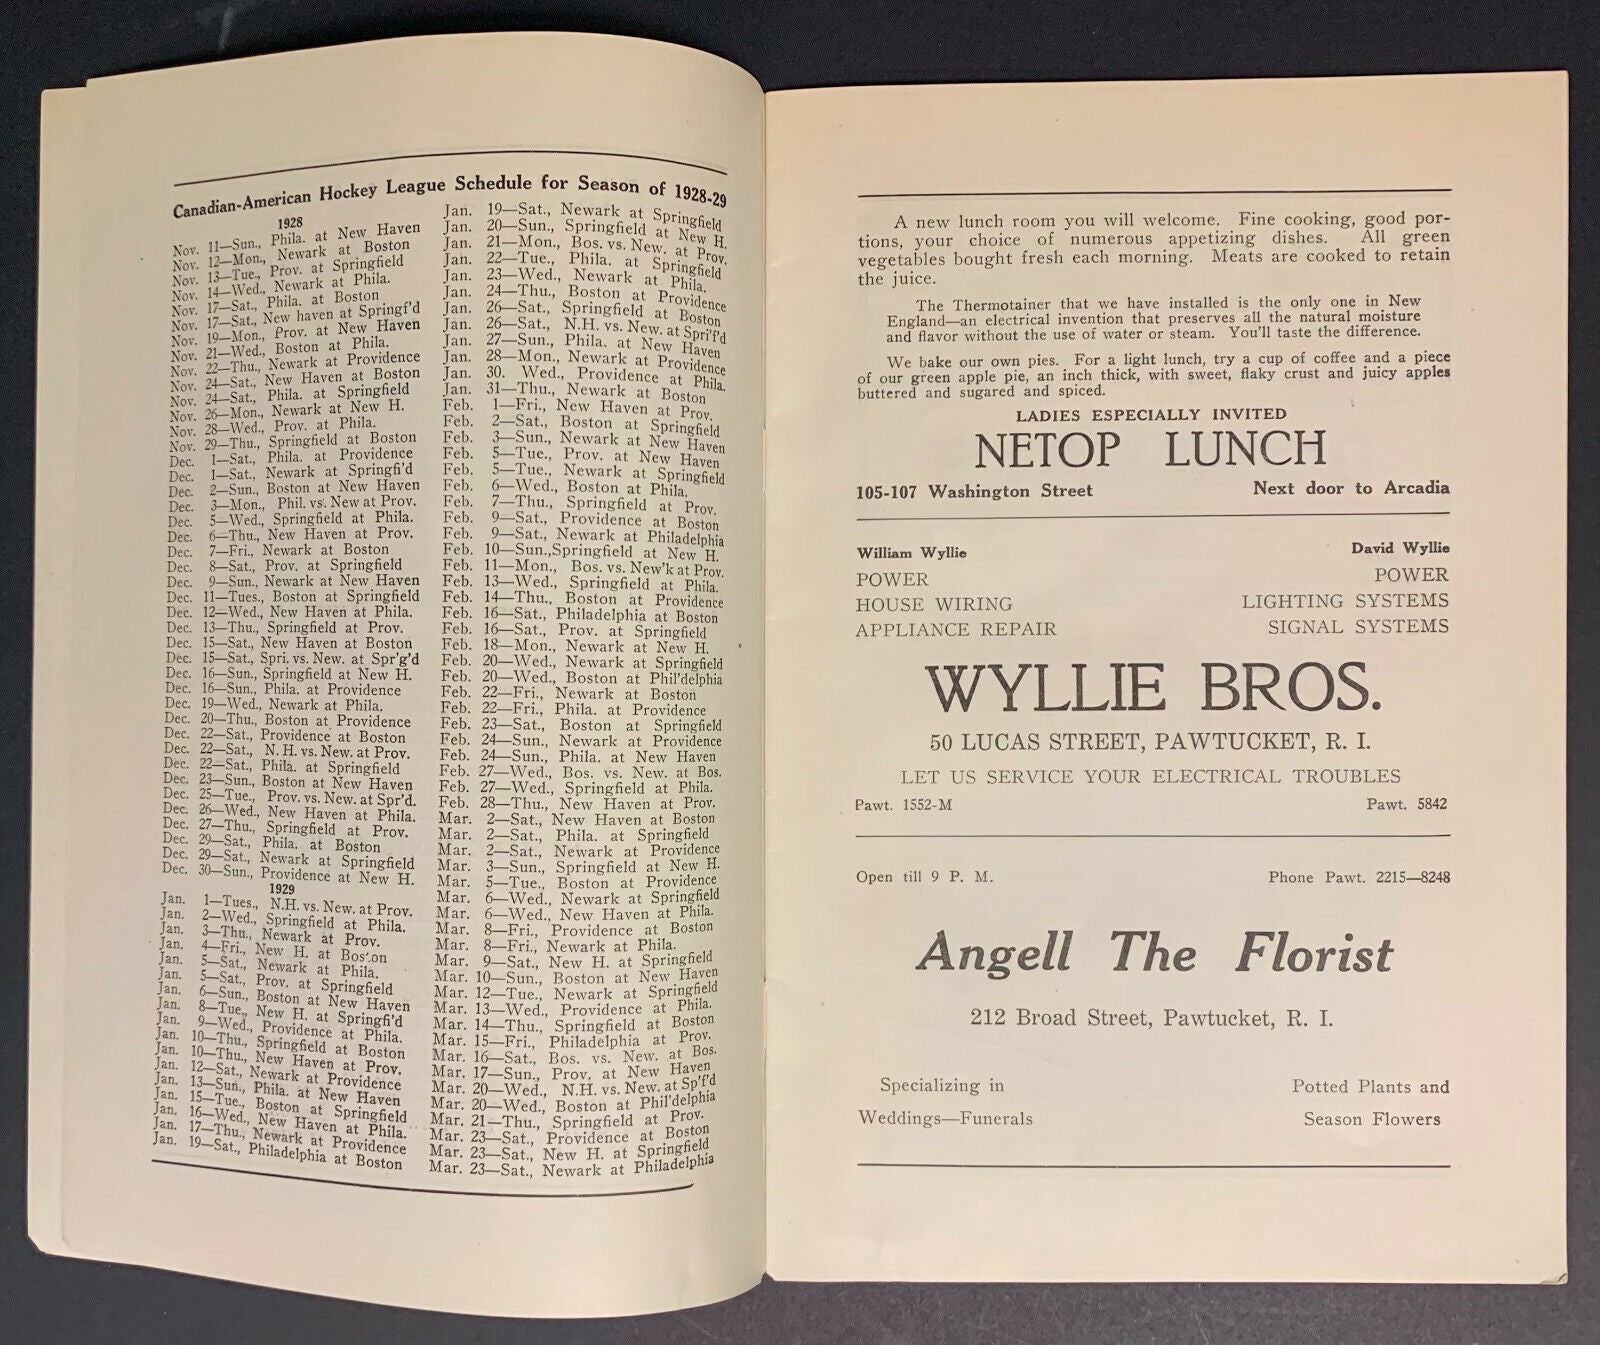 Canadian-American Hockey League Schedule for Season of 1928-29
1928
Nov. 11—Sun., Phila. at New Haven
Nov. 12—Mon., Newark at Boston
Nov. 13—Tue., Prov. at Springfield
Nov. 14—Wed., Newark at Phila.
Nov. 17—Sat., Phila. at Boston
Nov. 17—Sat., New haven at Springf'd
Nov. 19—Mon., Prov. at New Haven
Nov. 21—Wed., Boston at Phila.
Nov. 22—Thu., Newark at Providence
Nov. 24—Sat., New Haven at Boston
Nov. 24—Sat., Phila. at Springfield
Nov. 26—Mon., Newark at New H.
Nov. 28—Wed., Prov. at Phila.
Nov. 29—Thu., Springfield at Boston
Dec. 1—Sat., Phila. at Providence
Dec. 1—Sat., Newark at Springfi'd
Dec. 2—Sun., Boston at New Haven
Dec. 3—Mon., Phil. vs. New at Prov.
Dec. 5—Wed., Springfield at Phila.
Dec. 6—Thu., New Haven at Prov.
Dec. 7—Fri., Newark at Boston
Dec. 8—Sat., Prov. at Springfield
Dec. 9—Sun., Newark at New Haven
Dec. 11—Tues., Boston at Springfield
Dec. 12—Wed., New Haven at Phila.
Dec. 13—Thu., Springfield at Prov.
Dec. 15—Sat., New Haven at Boston
Dec. 15—Sat., Spri. vs. New. at Spr'g'd
Dec. 16—Sun., Springfield at New H.
Dec. 16—Sun., Phila. at Providence
Dec. 19—Wed., Newark at Phila.
Dec. 20—Thu., Boston at Providence
Dec. 22—Sat., Providence at Boston
Dec. 22—Sat., N. H. vs. New. at Prov.
Dec. 22—Sat., Phila. at Springfield
Dec. 23—Sun., Boston at New Haven
Dec. 25—Tue., Prov. vs. New. at Spr'd.
Dec. 26—Wed., New Haven at Phila.
Dec. 27—Thu., Springfield at Prov.
Dec. 29—Sat., Phila. at Boston
Dec. 29—Sat., Newark at Springfield
Dec. 30—Sun., Providence at New H.
1929
Jan. 1—Tues., N.H. vs. New. at Prov.
Jan. 2—Wed., Springfield at Phila.
Jan. 3—Thu., Newark at Prov.
Jan. 4—Fri., New H. at Boston
Jan. 5—Sat., Newark at Phila.
Jan. 5—Sat., Prov. at Springfield
Jan. 6—Sun., Boston at New Haven
Jan. 8—Tue., New H. at Springfi'd
Jan. 9—Wed., Providence at Phila.
Jan. 10—Thu., Springfield at Boston
Jan. 10—Thu., New Haven at Prov.
Jan. 12—Sat., Newark at Providence
Jan. 13—Sun., Phila. at New Haven
Jan. 15—Tue., Boston at Springfield
Jan. 16—Wed., New Haven at Phila.
Jan. 17—Thu., Newark at Providence
Jan. 19—Sat., Philadelphia at Boston
Jan. 19—Sat., Newark at Springfield
Jan. 20—Sun., Springfield at New H.
Jan. 21—Mon., Bos. vs. New. at Prov.
Jan. 22—Tue., Phila. at Springfield
Jan. 23—Wed., Newark at Phila.
Jan. 24—Thu., Boston at Providence
Jan. 26—Sat., Springfield at Boston
Jan. 26—Sat., N.H. vs. New. at Spri'f'd
Jan. 27—Sun., Phila. at New Haven
Jan. 28—Mon., Newark at Providence
Jan. 30. Wed., Providence at Phila.
Jan. 31—Thu., Newark at Boston
Feb. 1—Fri., New Haven at Prov.
Feb. 2—Sat., Boston at Springfield
Feb. 3—Sun., Newark at New Haven
Feb. 5—Tue., Prov. at New Haven
Feb. 5—Tue., Newark at Springfield
Feb. 6—Wed., Boston at Phila.
Feb. 7—Thu., Springfield at Prov.
Feb. 9—Sat., Providence at Boston
Feb. 9—Sat., Newark at Philadelphia
Feb. 10—Sun.,Springfield at New H.
Feb. 11—Mon., Bos. vs. New'k at Prov.
Feb. 13—Wed., Springfield at Phila.
Feb. 14—Thu., Boston at Providence
Feb. 16—Sat., Philadelphia at Boston
Feb. 16—Sat., Prov. at Springfield
Feb. 18—Mon., Newark at New H.
Feb. 20—Wed., Newark at Springfield
Feb. 20—Wed., Boston at Phil'delphia
Feb. 22—Fri., Newark at Boston
Feb. 22—Fri., Phila. at Providence
Feb. 23—Sat., Boston at Springfield
Feb. 24—Sun., Newark at Providence
Feb. 24—Sun., Phila. at New Haven
Feb. 27—Wed., Bos. vs. New. at Bos.
Feb. 27—Wed., Springfield at Phila.
Feb. 28—Thu., New Haven at Prov.
Mar. 2—Sat., New Haven at Boston
Mar. 2—Sat., Phila. at Springfield
Mar. 2—Sat., Newark at Providence
Mar. 3—Sun., Springfield at New H.
Mar. 5—Tue., Boston at Providence
Mar. 6—Wed., Newark at Springfield
Mar. 6—Wed., New Haven at Phila.
Mar. 8—Fri., Providence at Boston
Mar. 8—Fri., Newark at Phila.
Mar. 9—Sat., New H. at Springfield
Mar. 10—Sun., Boston at New Haven
Mar. 12—Tue., Newark at Springfield
Mar. 13—Wed., Providence at Phila.
Mar. 14—Thu., Springfield at Boston
Mar. 15—Fri., Philadelphia at Prov.
Mar. 16—Sat., Bos. vs. New. at Bos.
Mar. 17—Sun., Prov. at New Haven
Mar. 20—Wed., N.H. vs. New. at Sp'f'd
Mar. 20—Wed., Boston at Phil'delphia
Mar. 21—Thu., Springfield at Prov.
Mar. 23—Sat., Providence at Boston
Mar. 23—Sat., New H. at Springfield
Mar. 23—Sat., Newark at Philadelphia
A new lunch room you will welcome. Fine cooking, good por-
tions, your choice of numerous appetizing dishes. All green
vegetables bought fresh each morning. Meats are cooked to retain
the juice.
The Thermotainer that we have installed is the only one in New
England—an electrical invention that preserves all the natural moisture
and flavor without the use of water or steam. You'll taste the difference.
We bake our own pies. For a light lunch, try a cup of coffee and a piece
of our green apple pie, an inch thick, with sweet, flaky crust and juicy apples
buttered and sugared and spiced.
LADIES ESPECIALLY INVITED
NETOP LUNCH
105-107 Washington Street Next door to Arcadia
William Wyllie David Wyllie
POWER POWER
HOUSE WIRING LIGHTING SYSTEMS
APPLIANCE REPAIR SIGNAL SYSTEMS
WYLLIE BROS.
50 LUCAS STREET, PAWTUCKET, R. I.
LET US SERVICE YOUR ELECTRICAL TROUBLES
Pawt. 1552-M Pawt. 5842
Open till 9 P. M. Phone Pawt. 2215—8248
Angell The Florist
212 Broad Street, Pawtucket, R. I.
Specializing in Potted Plants and
Weddings—Funerals Season Flowers